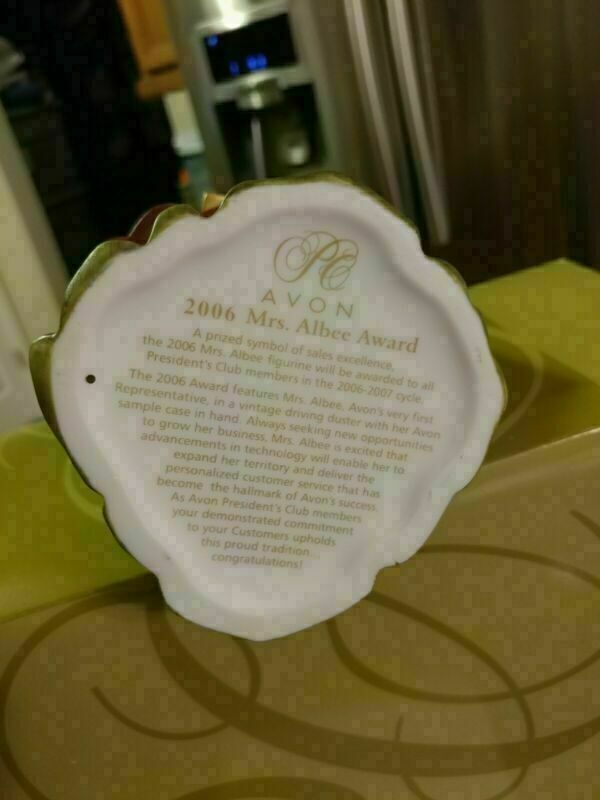 PC
AVON
2006 Mrs. Albee Award
A prized symbol of sales excellence,
the 2006 Mrs. Albee figurine will be awarded to all
President's Club members in the 2006-2007 cycle.
The 2006 Award features Mrs. Albee, Avon's very first
Representative, in a vintage driving duster with her Avon
sample case in hand. Always seeking new opportunities
to grow her business, Mrs. Albee is excited that
advancements in technology will enable her to
expand her territory and deliver the
personalized customer service that has
become the hallmark of Avon's success.
As Avon President's Club members
your demonstrated commitment
to your Customers upholds
this proud tradition...
congratulations!